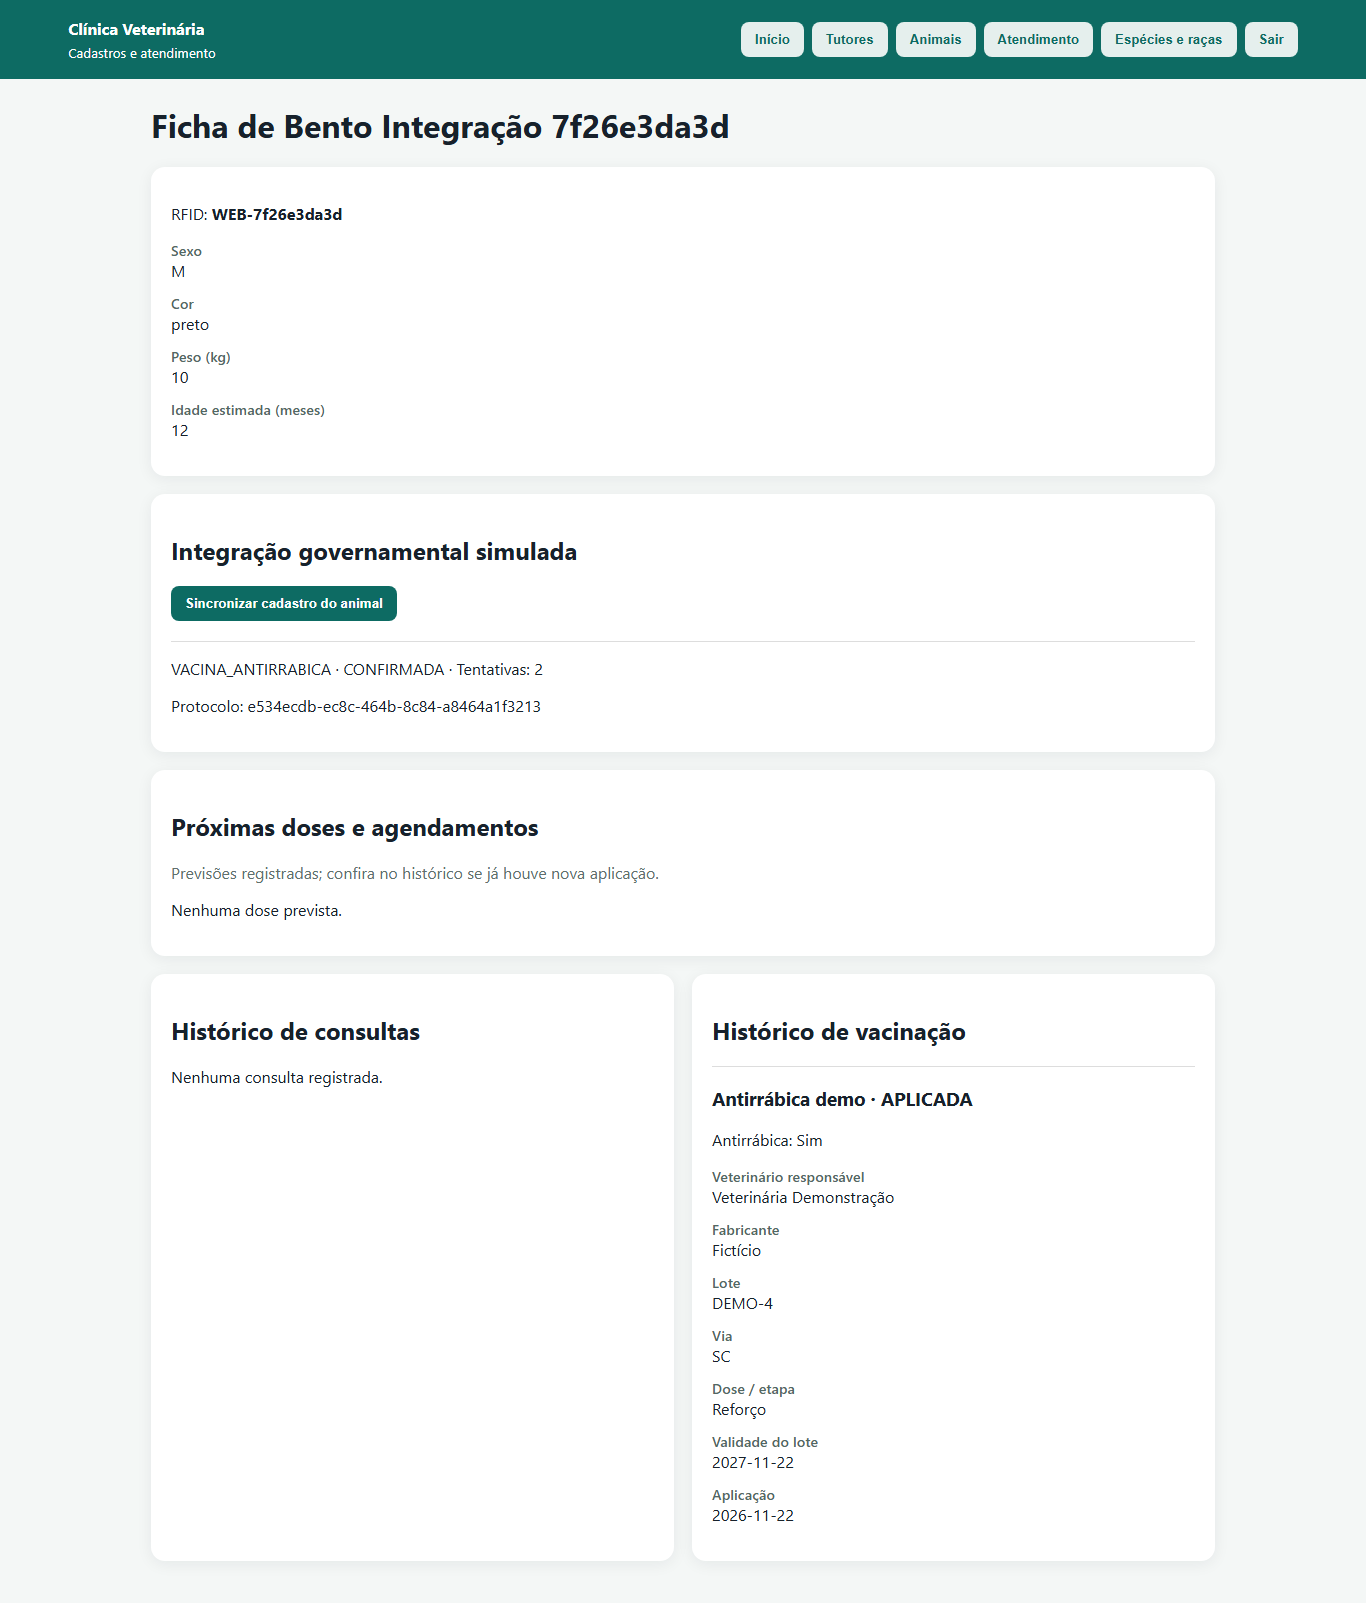 Clínica Veterinária
Cadastros e atendimento
Início
Tutores
Animais
Atendimento
Espécies e raças
Sair
Ficha de Bento Integração 7f26e3da3d
RFID: WEB-7f26e3da3d
Sexo
M
Cor
preto
Peso (kg)
10
Idade estimada (meses)
12
Integração governamental simulada
Sincronizar cadastro do animal
VACINA_ANTIRRABICA · CONFIRMADA · Tentativas: 2
Protocolo: e534ecdb-ec8c-464b-8c84-a8464a1f3213
Próximas doses e agendamentos
Previsões registradas; confira no histórico se já houve nova aplicação.
Nenhuma dose prevista.
Histórico de consultas
Nenhuma consulta registrada.
Histórico de vacinação
Antirrábica demo · APLICADA
Antirrábica: Sim
Veterinário responsável
Veterinária Demonstração
Fabricante
Fictício
Lote
DEMO-4
Via
SC
Dose / etapa
Reforço
Validade do lote
2027-11-22
Aplicação
2026-11-22